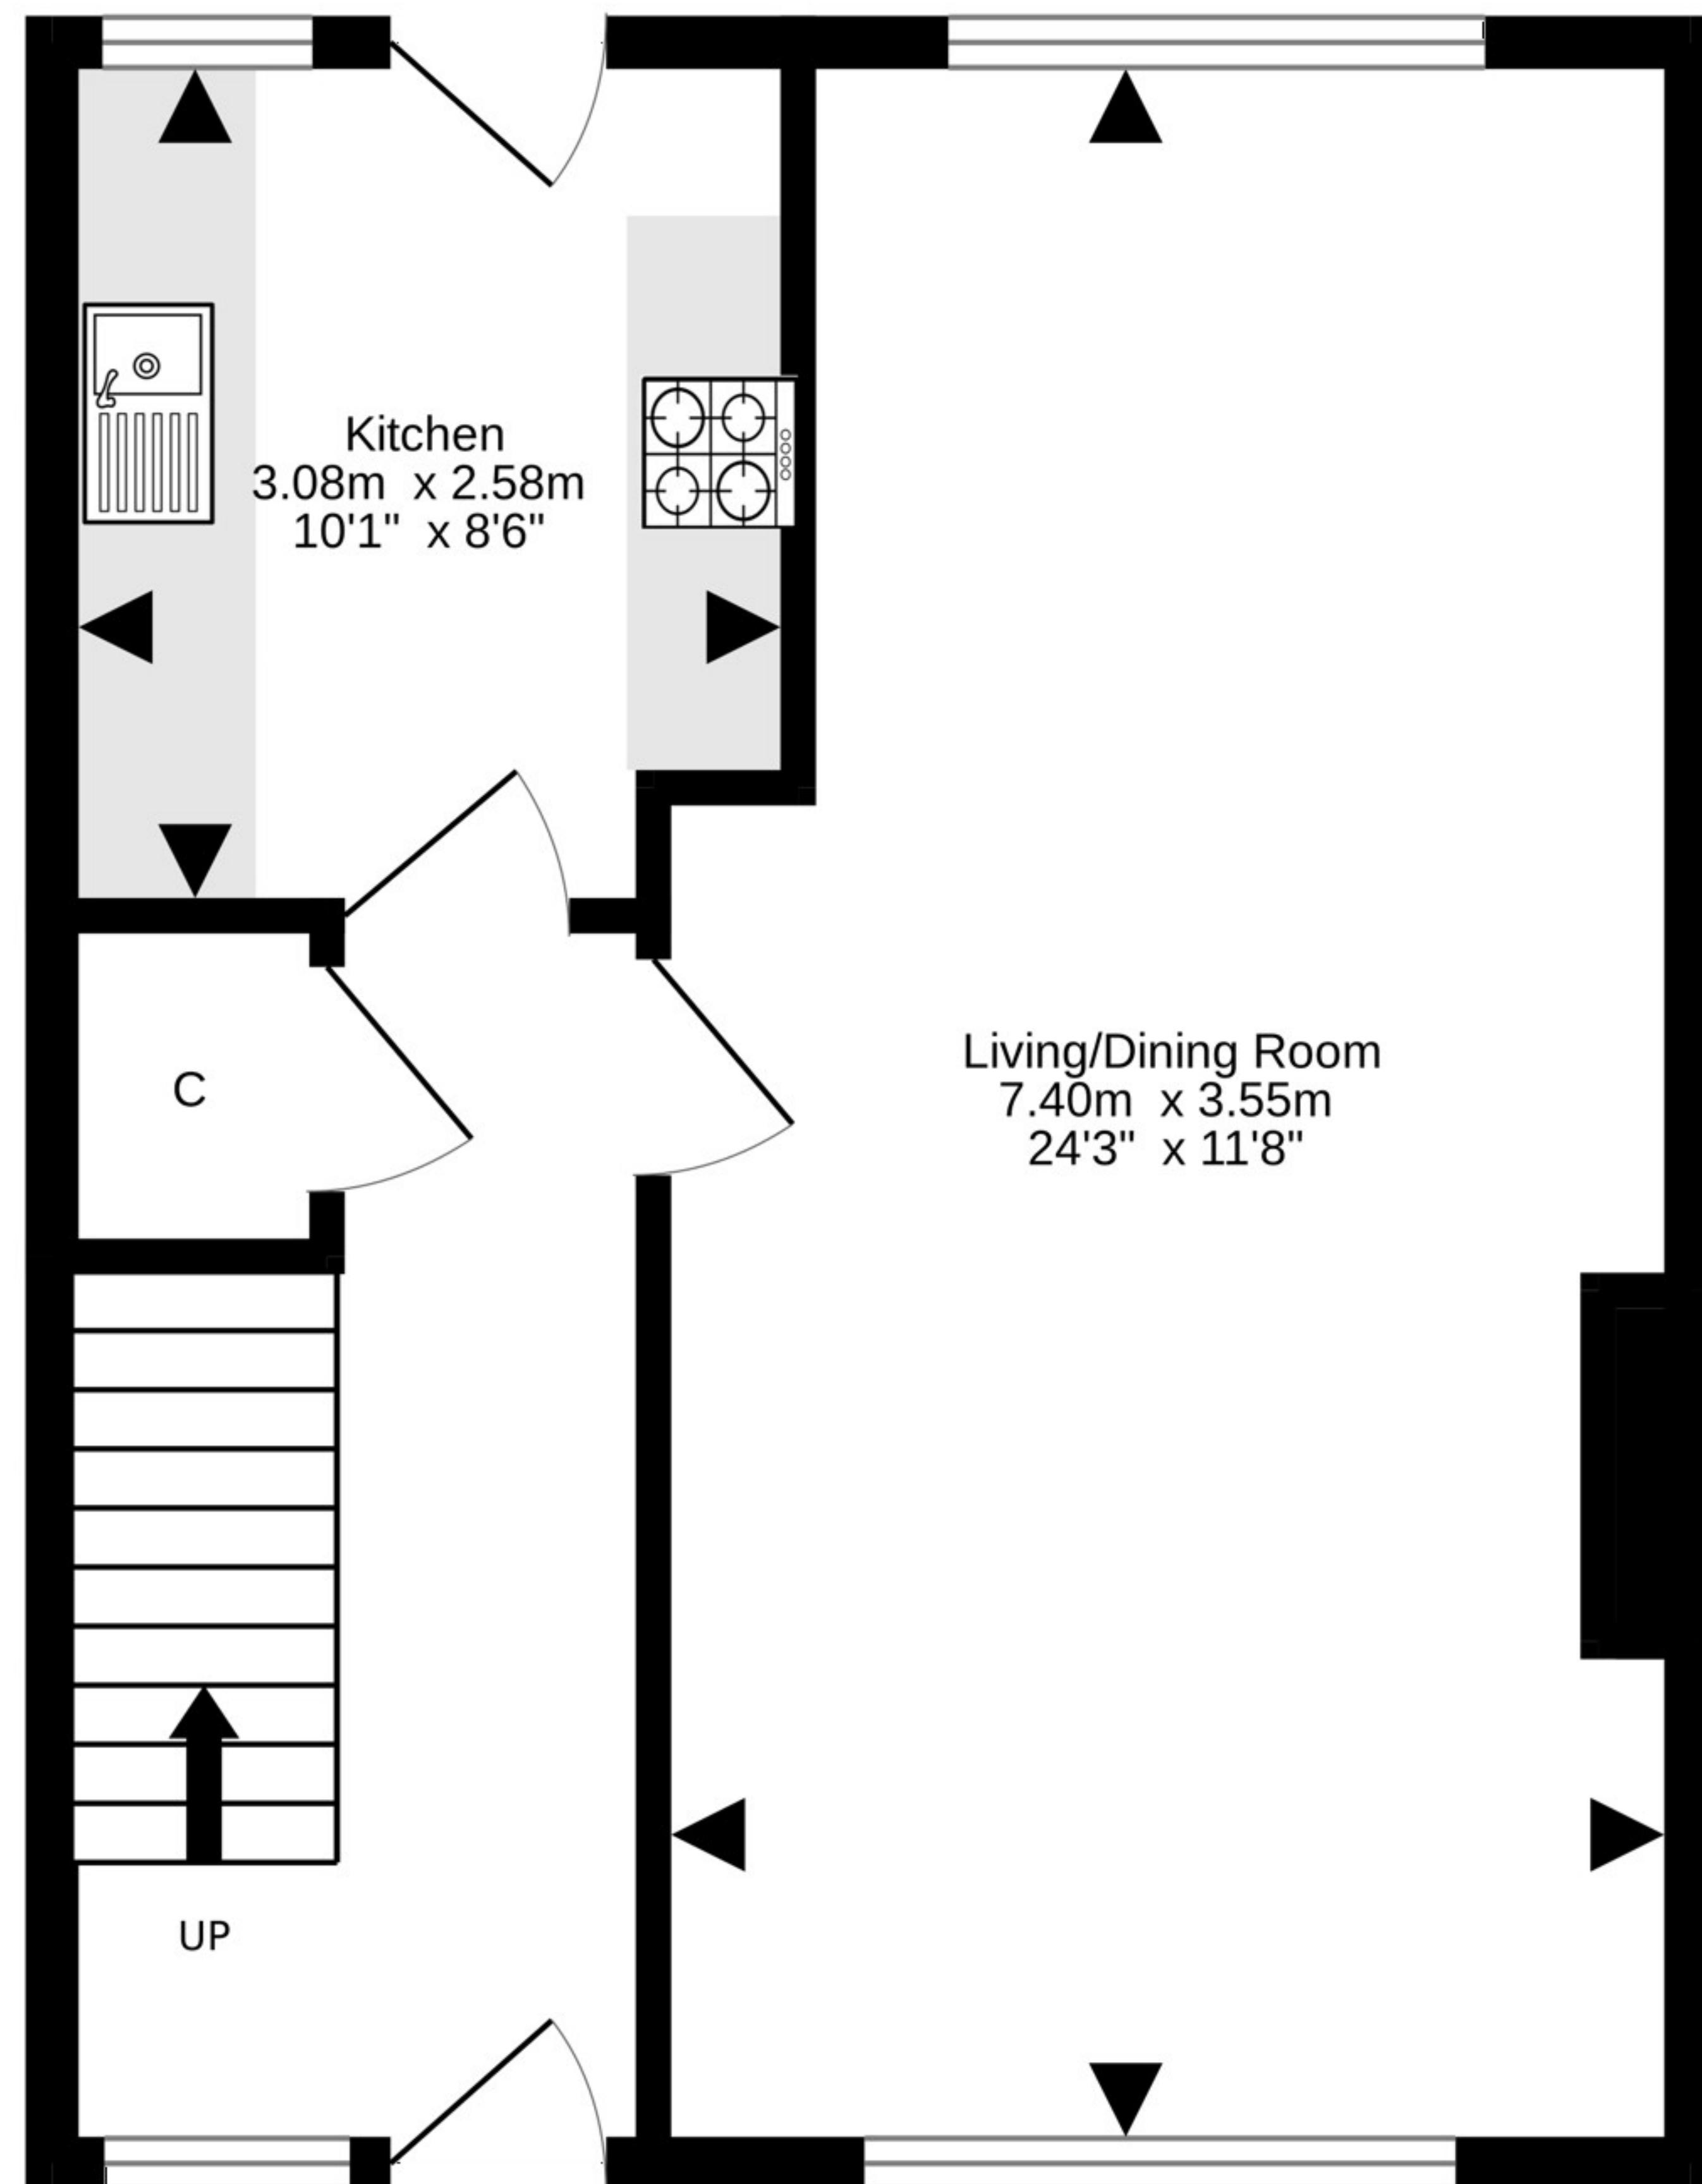 Kitchen
3.08m x 2.58m
10'1" x 8'6"
Living/Dining Room
7.40m x 3.55m
24'3" x 11'8"
C
UP